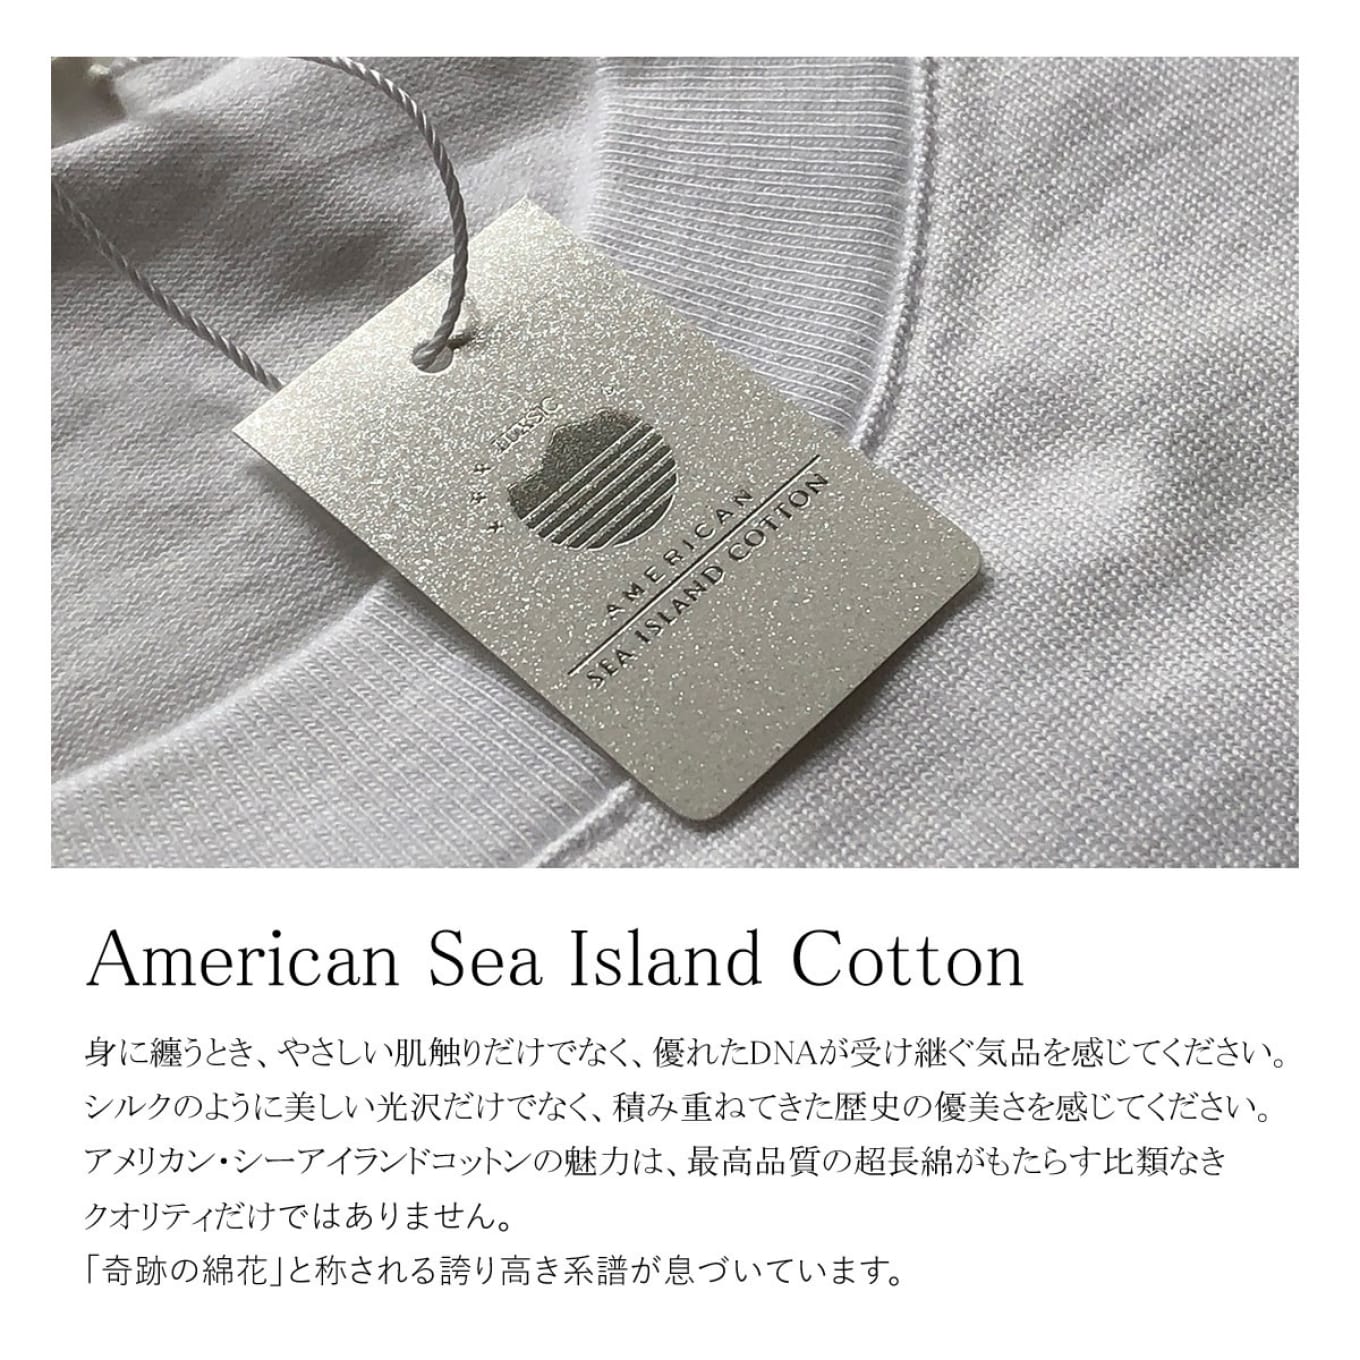 CLASSIC
AMERICAN
SEA ISLAND COTTON
American Sea Island Cotton
身に纏うとき、やさしい肌触りだけでなく、優れたDNAが受け継ぐ気品を感じてください。
シルクのように美しい光沢だけでなく、積み重ねてきた歴史の優美さを感じてください。
アメリカン・シーアイランドコットンの魅力は、最高品質の超長綿がもたらす比類なき
クオリティだけではありません。
「奇跡の綿花」と称される誇り高き系譜が息づいています。